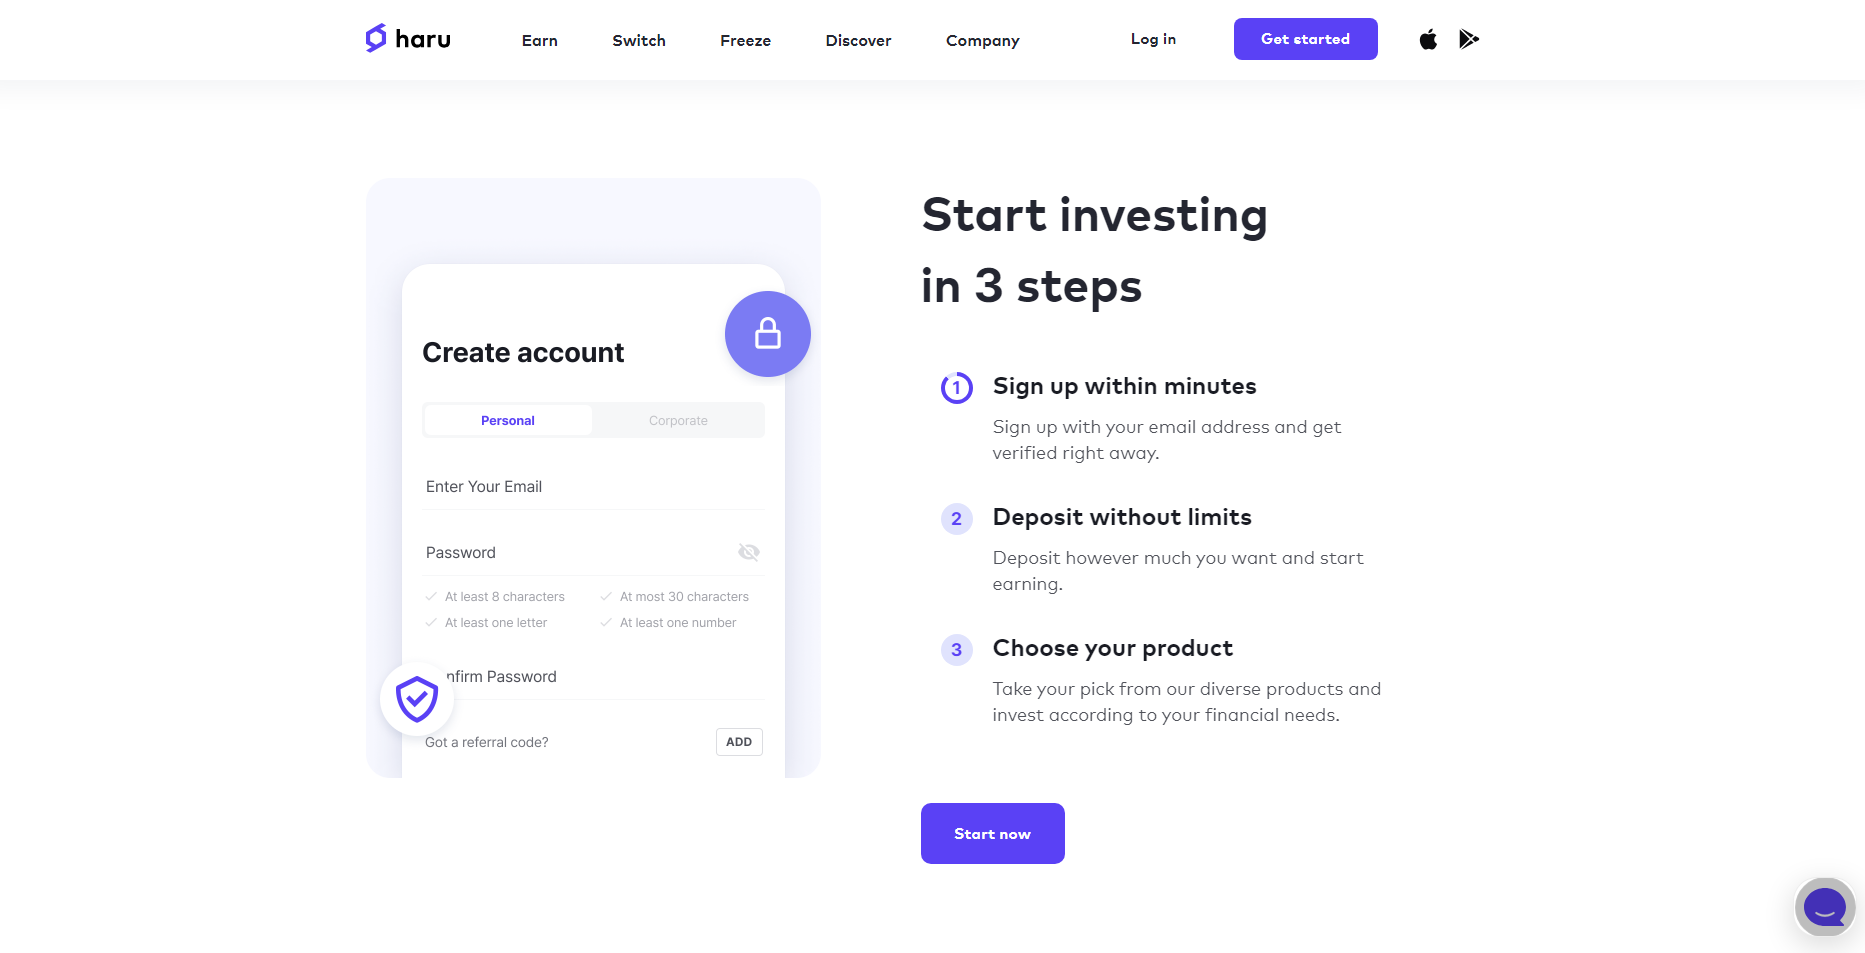 haru
Earn
Switch
Freeze
Discover
Company
Log in
Get started
Create account
Personal
Corporate
Enter Your Email
Password
At least 8 characters
At most 30 characters
At least one letter
At least one number
nfirm Password
Got a referral code?
ADD
Start investing
in 3 steps
1
Sign up within minutes
Sign up with your email address and get
verified right away.
2
Deposit without limits
Deposit however much you want and start
earning.
3
Choose your product
Take your pick from our diverse products and
invest according to your financial needs.
Start now